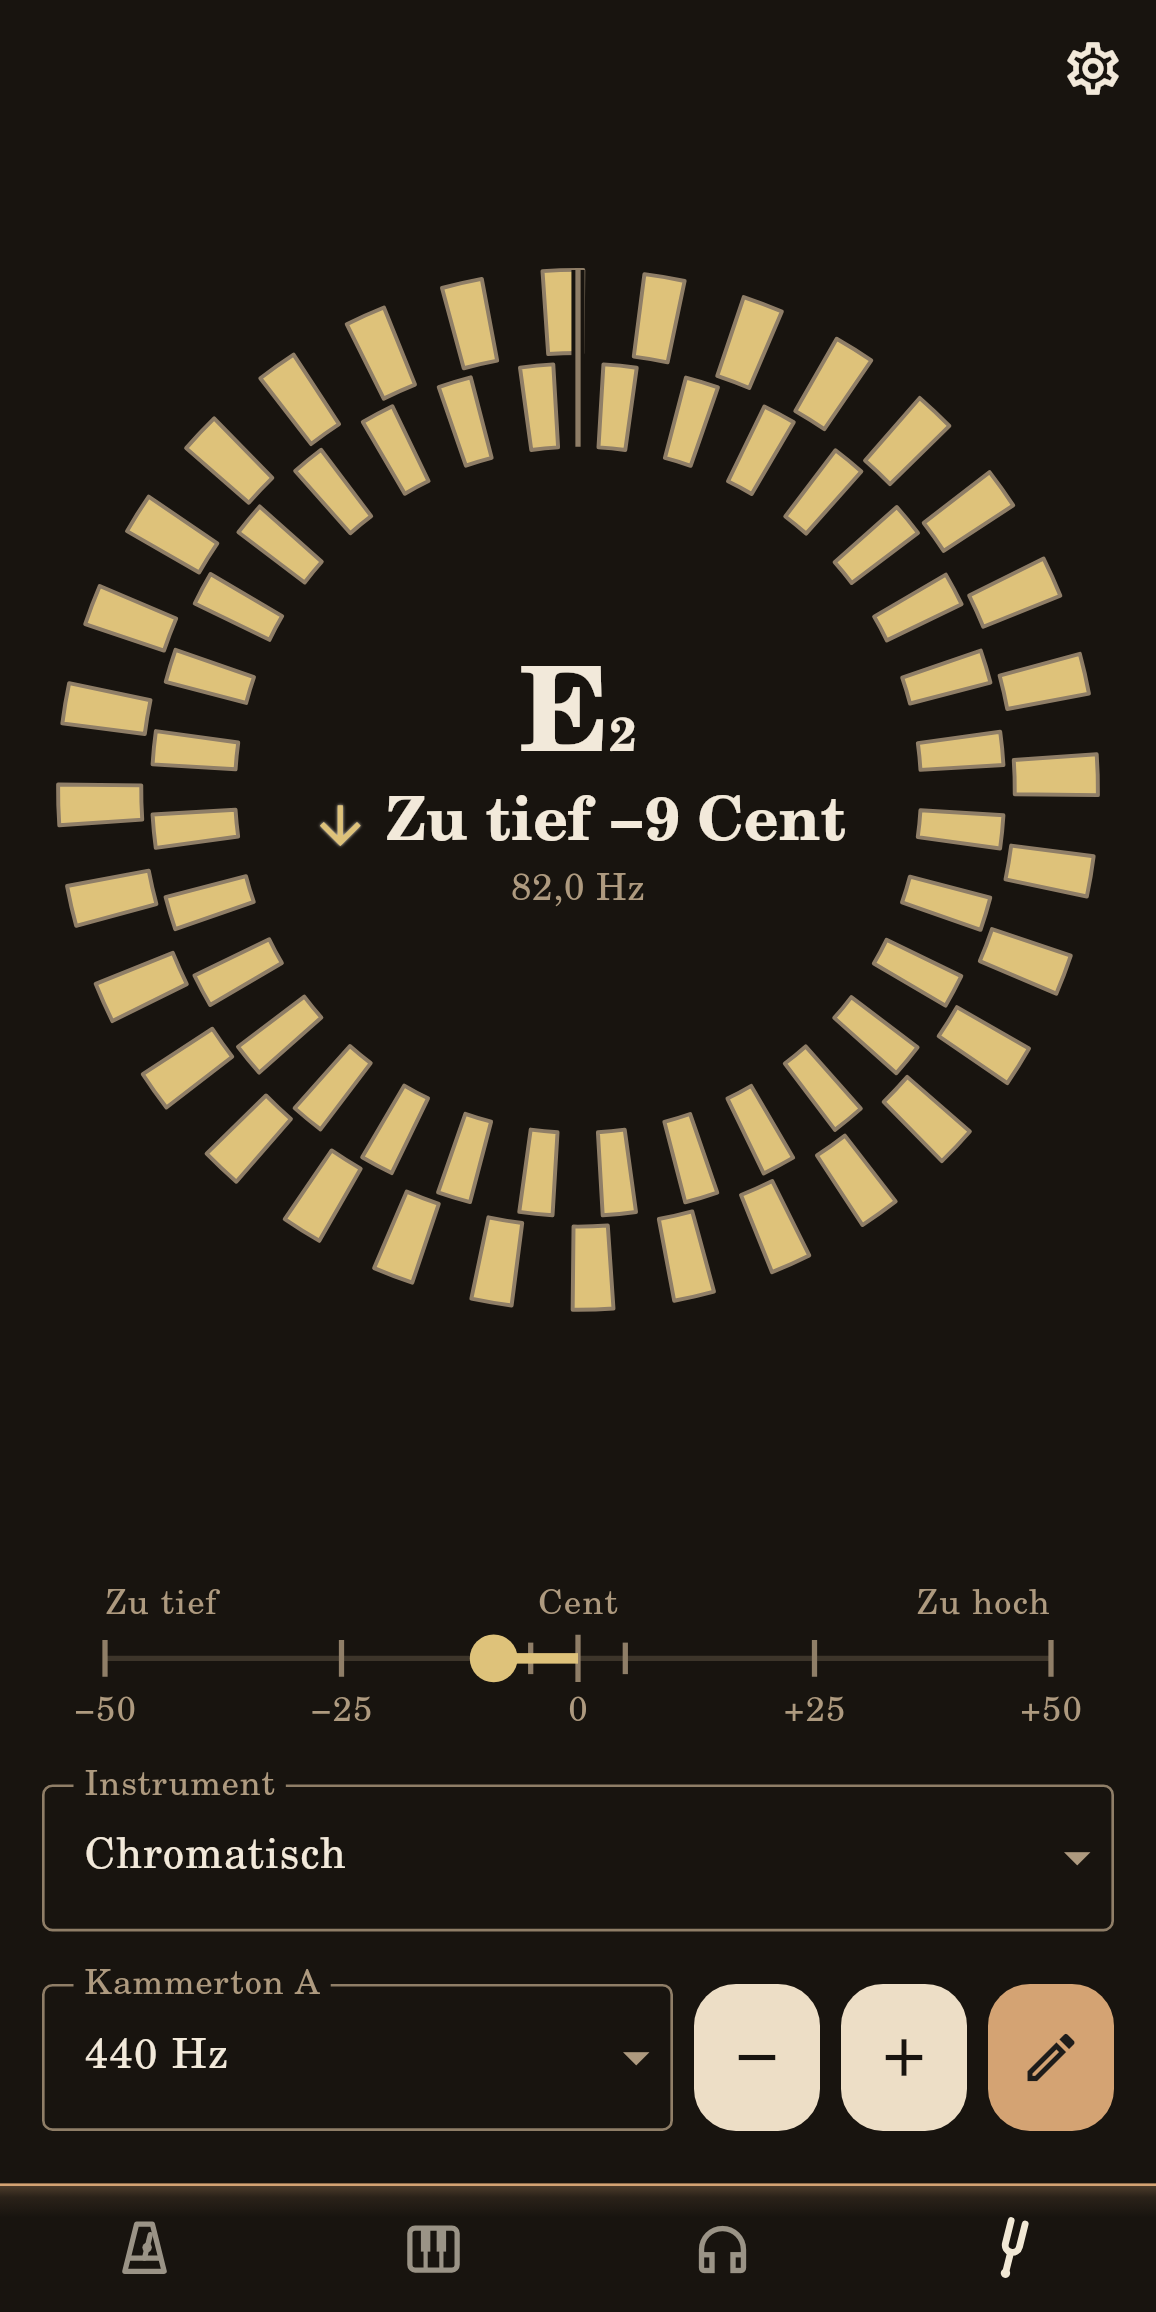 E2
Zu tief –9 Cent
82,0 Hz
Zu tief Cent Zu hoch
–50 –25 0 +25 +50
Instrument
Chromatisch
Kammerton A
440 Hz